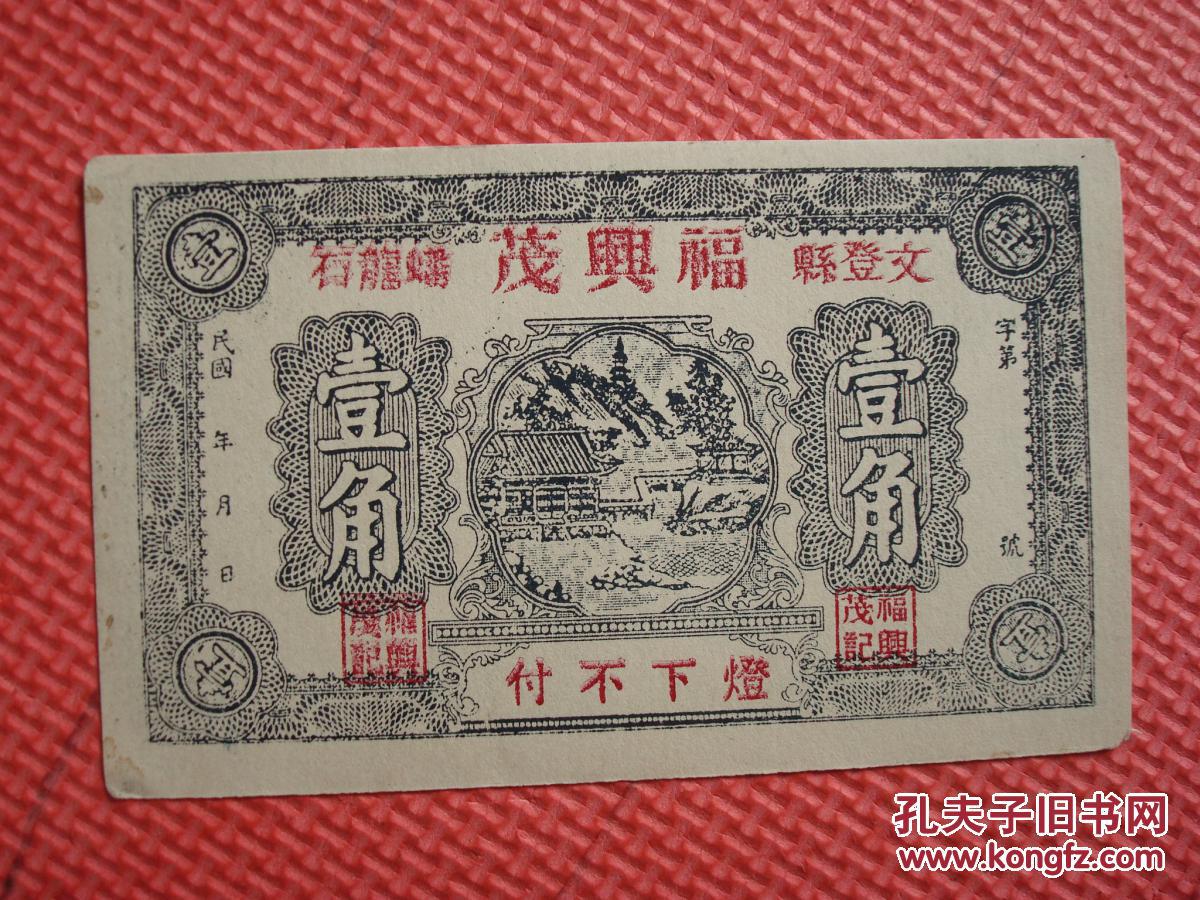 文登縣 福興茂 蟠龍石
壹角
壹角
字第 號
民國 年 月 日
壹
福興茂記
福興茂記
燈下不付
孔夫子旧书网
www.kongfz.com